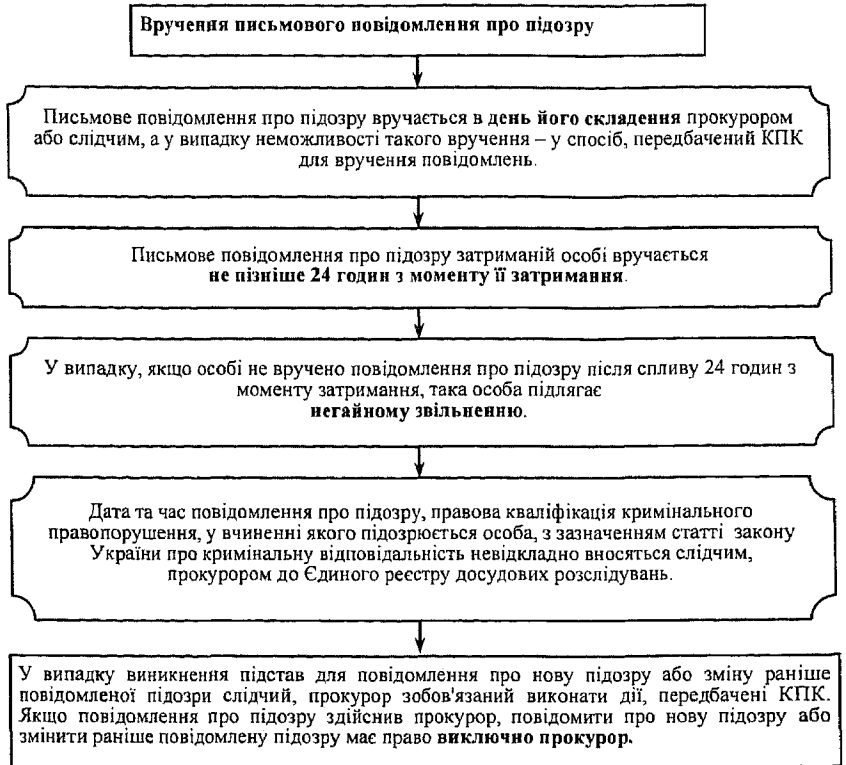 Вручення письмового повідомлення про підозру
Письмове повідомлення про підозру вручається в день його складення прокурором
або слідчим, а у випадку неможливості такого вручення – у спосіб, передбачений КПК
для вручення повідомлень.
Письмове повідомлення про підозру затриманій особі вручається
не пізніше 24 годин з моменту її затримання.
У випадку, якщо особі не вручено повідомлення про підозру після спливу 24 годин з
моменту затримання, така особа підлягає
негайному звільненню.
Дата та час повідомлення про підозру, правова кваліфікація кримінального
правопорушення, у вчиненні якого підозрюється особа, з зазначенням статті закону
України про кримінальну відповідальність невідкладно вносяться слідчим,
прокурором до Єдиного реєстру досудових розслідувань.
У випадку виникнення підстав для повідомлення про нову підозру або зміну раніше
повідомленої підозри слідчий, прокурор зобов'язаний виконати дії, передбачені КПК.
Якщо повідомлення про підозру здійснив прокурор, повідомити про нову підозру або
змінити раніше повідомлену підозру має право виключно прокурор.